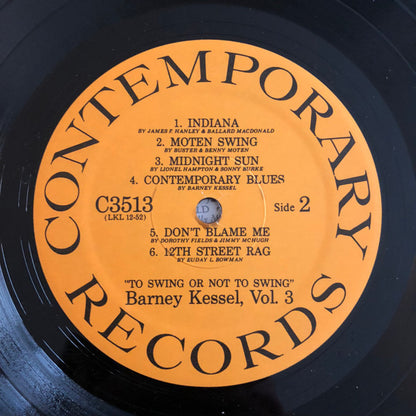 CONTEMPORARY
1. INDIANA
BY JAMES F. HANLEY & BALLARD MACDONALD
2. MOTEN SWING
BY BUSTER & BENNY MOTEN
3. MIDNIGHT SUN
BY LIONEL HAMPTON & SONNY BURKE
4. CONTEMPORARY BLUES
BY BARNEY KESSEL
C3513
(LKL 12-52)
Side 2
5. DON'T BLAME ME
BY DOROTHY FIELDS & JIMMY MCHUGH
6. 12TH STREET RAG
BY EUDAY L. BOWMAN
"TO SWING OR NOT TO SWING"
Barney Kessel, Vol. 3
RECORDS